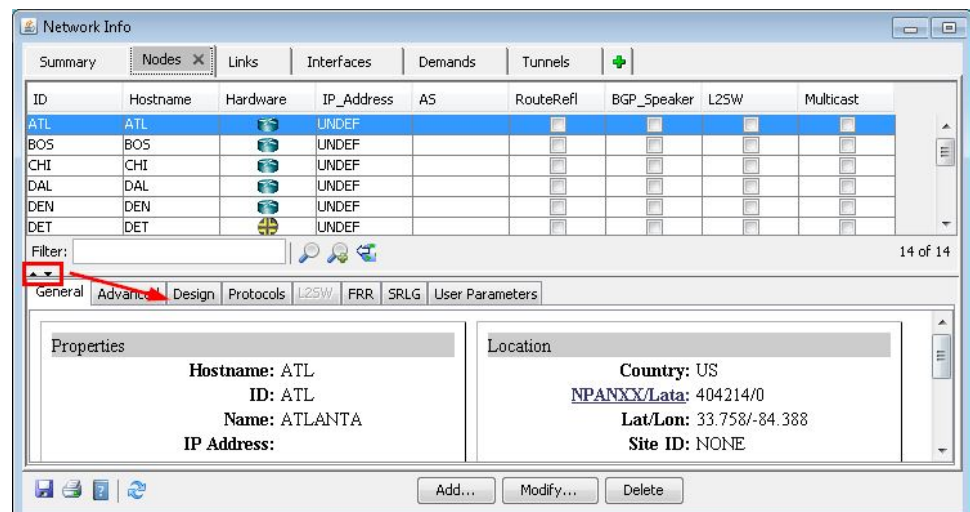 Network Info
Summary Nodes Links Interfaces Demands Tunnels
ID Hostname Hardware IP_Address AS RouteRefl BGP_Speaker L2SW Multicast
ATL ATL UNDEF
BOS BOS UNDEF
CHI CHI UNDEF
DAL DAL UNDEF
DEN DEN UNDEF
DET DET UNDEF
Filter: 14 of 14
General Advanced Design Protocols L2SW FRR SRLG User Parameters
Properties
Hostname: ATL
ID: ATL
Name: ATLANTA
IP Address:
Location
Country: US
NPANXX/Lata: 404214/0
Lat/Lon: 33.758/-84.388
Site ID: NONE
Add... Modify... Delete